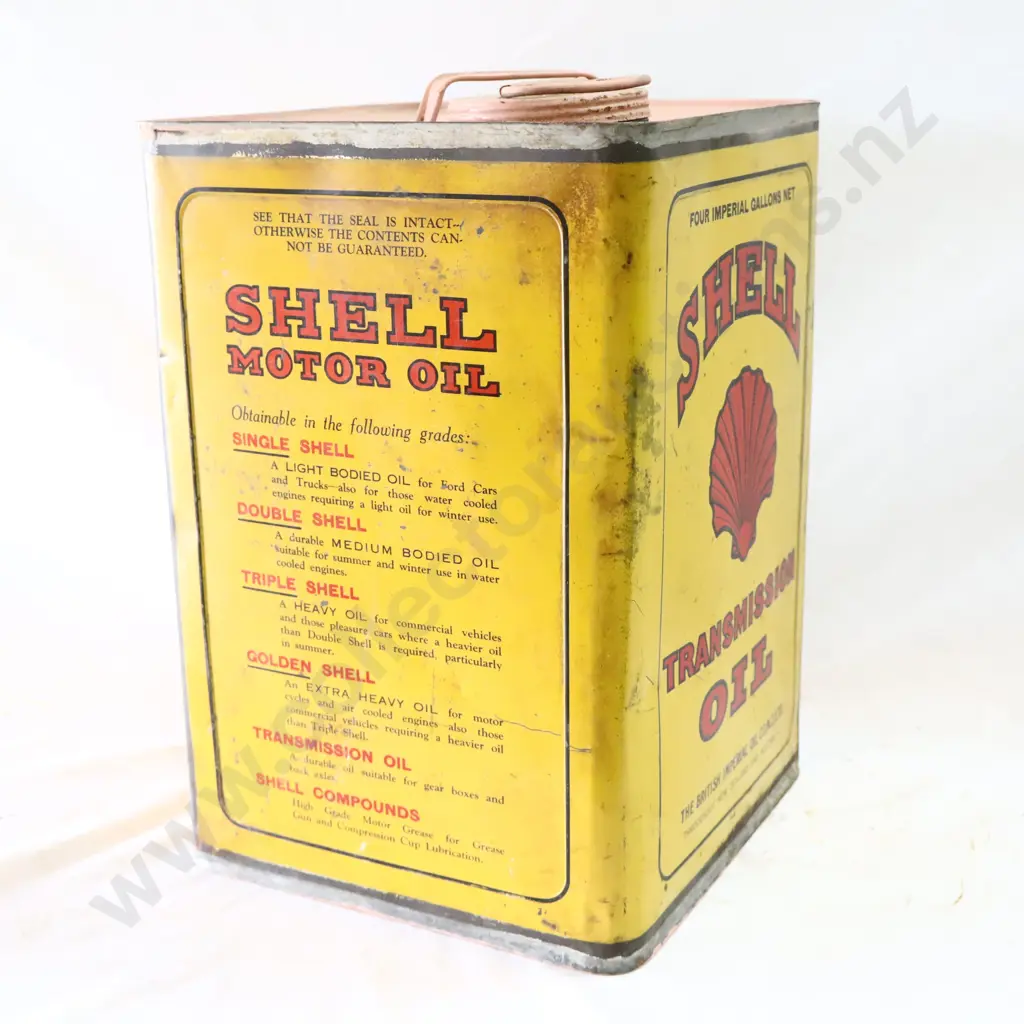 SEE THAT THE SEAL IS INTACT—
OTHERWISE THE CONTENTS CAN-
NOT BE GUARANTEED.
SHELL
MOTOR OIL
Obtainable in the following grades:
SINGLE SHELL
A LIGHT BODIED OIL for Ford Cars
and Trucks—also for those water cooled
engines requiring a light oil for winter use.
DOUBLE SHELL
A durable MEDIUM BODIED OIL
suitable for summer and winter use in water
cooled engines.
TRIPLE SHELL
A HEAVY OIL for commercial vehicles
and those pleasure cars where a heavier oil
than Double Shell is required, particularly
in summer.
GOLDEN SHELL
An EXTRA HEAVY OIL for motor
cycles and air cooled engines also those
commercial vehicles requiring a heavier oil
than Triple Shell.
TRANSMISSION OIL
A durable oil suitable for gear boxes and
back axles.
SHELL COMPOUNDS
High Grade Motor Grease for Grease
Gun and Compression Cup Lubrication.
FOUR IMPERIAL GALLONS NET
SHELL
TRANSMISSION
OIL
THE BRITISH IMPERIAL OIL
www.collectorauctions.nz